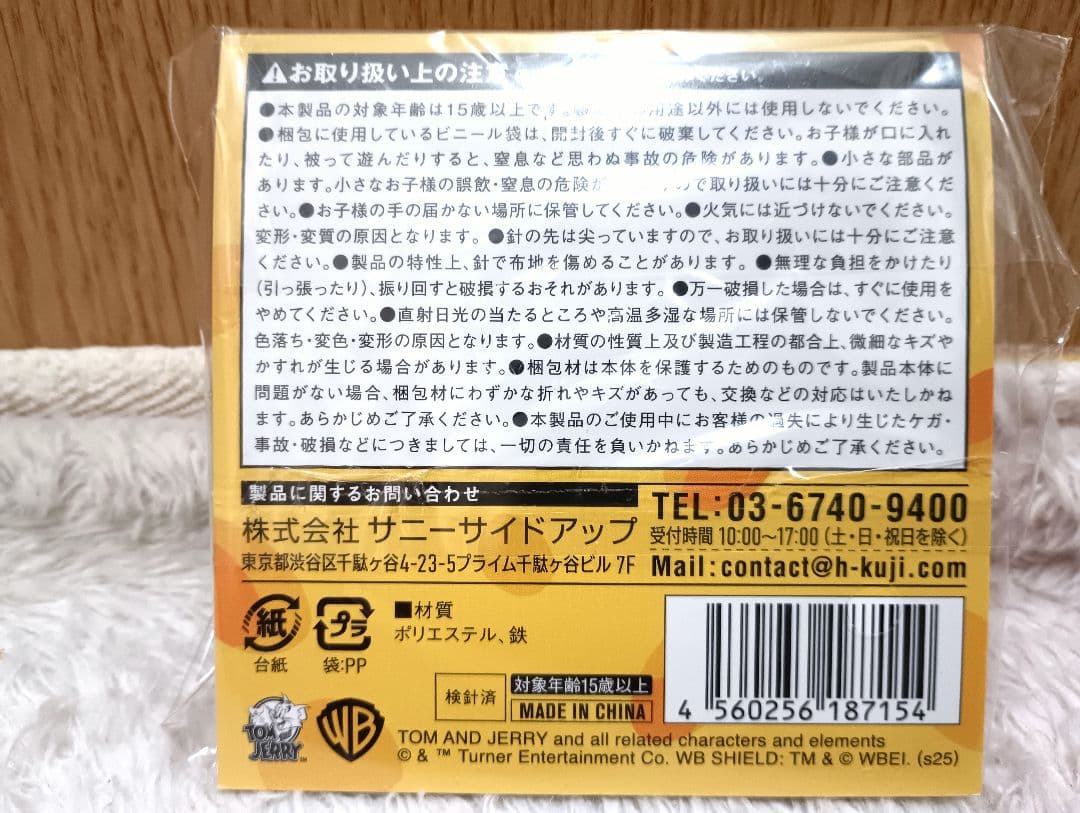 ⚠お取り扱い上の注意
ください。
●本製品の対象年齢は15歳以上です。 用途以外には使用しないでください。
●梱包に使用しているビニール袋は、開封後すぐに破棄してください。お子様が口に入れ
たり、被って遊んだりすると、窒息など思わぬ事故の危険があります。●小さな部品が
あります。小さなお子様の誤飲・窒息の危険が ので取り扱いには十分にご注意くだ
さい。●お子様の手の届かない場所に保管してください。●火気には近づけないでください。
変形・変質の原因となります。●針の先は尖っていますので、お取り扱いには十分にご注意
ください。●製品の特性上、針で布地を傷めることがあります。●無理な負担をかけたり
(引っ張ったり)、振り回すと破損するおそれがあります。●万一破損した場合は、すぐに使用を
やめてください。●直射日光の当たるところや高温多湿な場所には保管しないでください。
色落ち・変色・変形の原因となります。●材質の性質上及び製造工程の都合上、微細なキズや
かすれが生じる場合があります。●梱包材は本体を保護するためのものです。製品本体に
問題がない場合、梱包材にわずかな折れやキズがあっても、交換などの対応はいたしかね
ます。あらかじめご了承ください。●本製品のご使用中にお客様の過失により生じたケガ・
事故・破損などにつきましては、一切の責任を負いかねます。あらかじめご了承ください。
製品に関するお問い合わせ
株式会社 サニーサイドアップ
東京都渋谷区千駄ヶ谷4-23-5プライム千駄ヶ谷ビル 7F
TEL:03-6740-9400
受付時間 10:00〜17:00 (土・日・祝日を除く)
Mail:contact@h-kuji.com
紙
台紙
プラ
袋:PP
■材質
ポリエステル、鉄
検針済
対象年齢15歳以上
MADE IN CHINA
4 560256 187154
TOM AND JERRY
WB
TOM AND JERRY and all related characters and elements
© & ™ Turner Entertainment Co. WB SHIELD: TM & © WBEI. (s25)